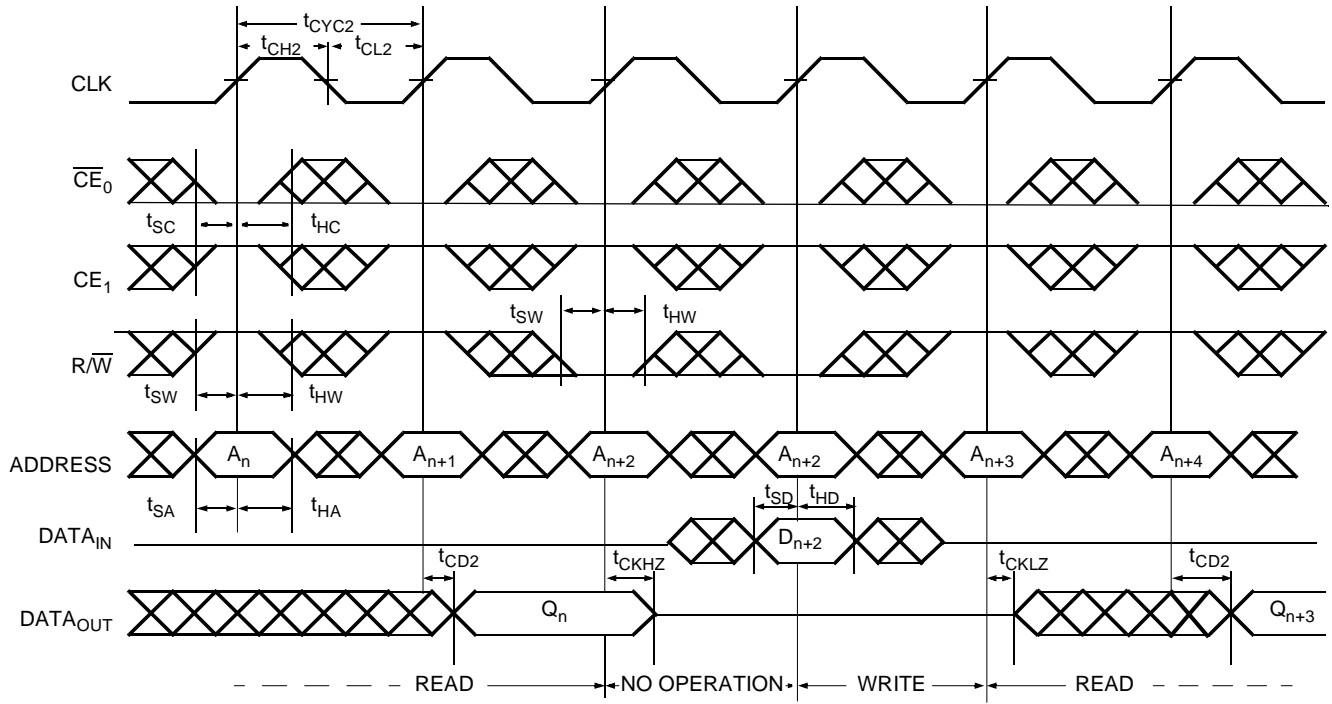 tCYC2
tCH2 tCL2
CLK
CE0
tSC tHC
CE1
tSW tHW
R/W
tSW tHW
ADDRESS An An+1 An+2 An+2 An+3 An+4
tSA tHA tSD tHD
DATAIN Dn+2
tCD2 tCKHZ tCKLZ tCD2
DATAOUT Qn Qn+3
READ NO OPERATION WRITE READ